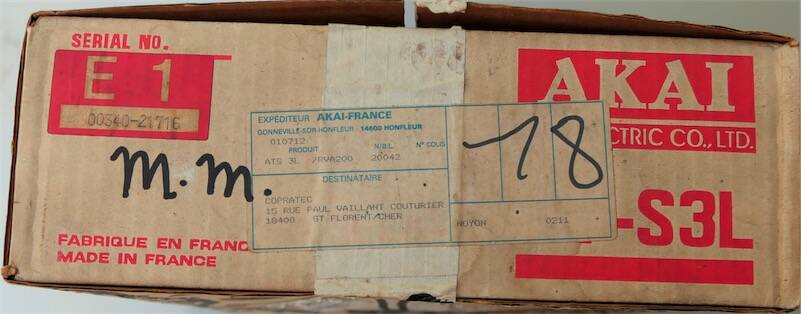 SERIAL NO.
E 1
00340-21716
m.m.
FABRIQUE EN FRANC
MADE IN FRANCE
EXPÉDITEUR AKAI-FRANCE
GONNEVILLE-SUR-HONFLEUR - 14600 HONFLEUR
010712
PRODUIT N/B.L. N° COLIS
ATS 3L /RVA200 20042
DESTINATAIRE
COPRATEC
15 RUE PAUL VAILLANT COUTURIER
18400 ST FLORENT/CHER
NOYON 0211
18
AKAI
CTRIC CO., LTD.
-S3L